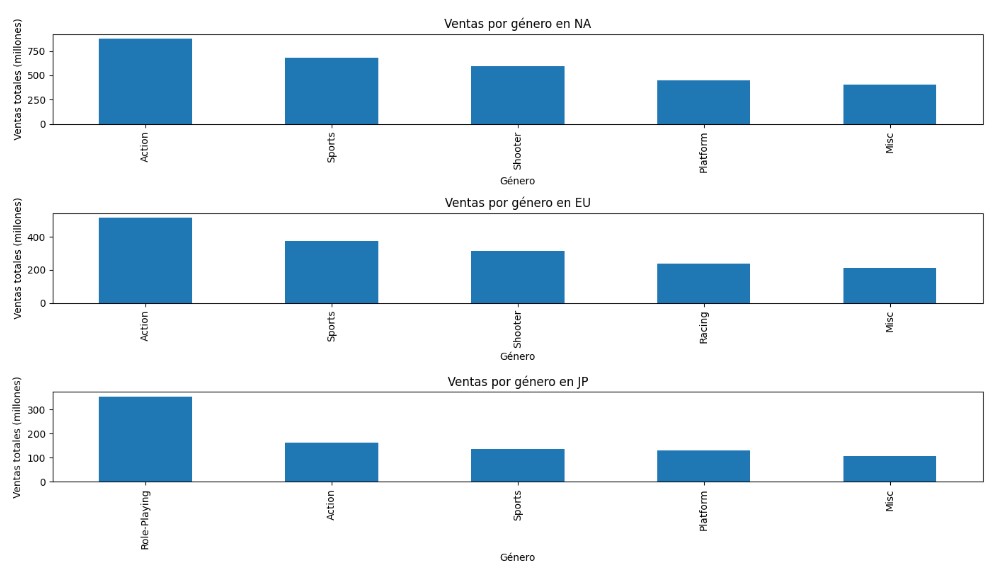 Ventas por género en NA
Ventas totales (millones)
750
500
250
0
Action
Sports
Shooter
Platform
Misc
Género
Ventas por género en EU
Ventas totales (millones)
400
200
0
Action
Sports
Shooter
Racing
Misc
Género
Ventas por género en JP
Ventas totales (millones)
300
200
100
0
Role-Playing
Action
Sports
Platform
Misc
Género